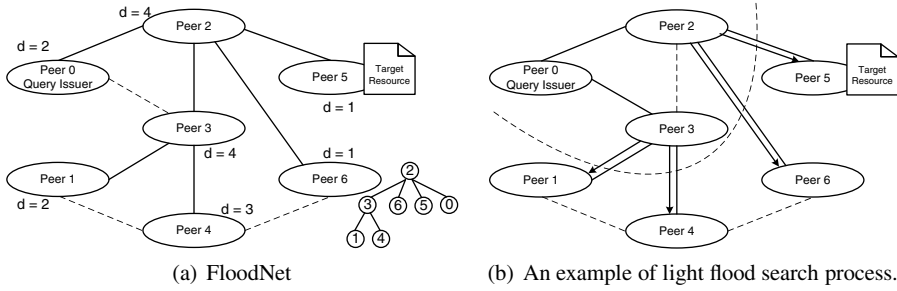 d = 4
Peer 2
d = 2
Peer 0
Query Issuer
Peer 5
Target
Resource
d = 1
Peer 3
d = 4
d = 1
Peer 1
Peer 6
d = 2
d = 3
Peer 4
2
3
6
5
0
1
4
(a) FloodNet
Peer 2
Peer 0
Query Issuer
Peer 5
Target
Resource
Peer 3
Peer 1
Peer 6
Peer 4
(b) An example of light flood search process.